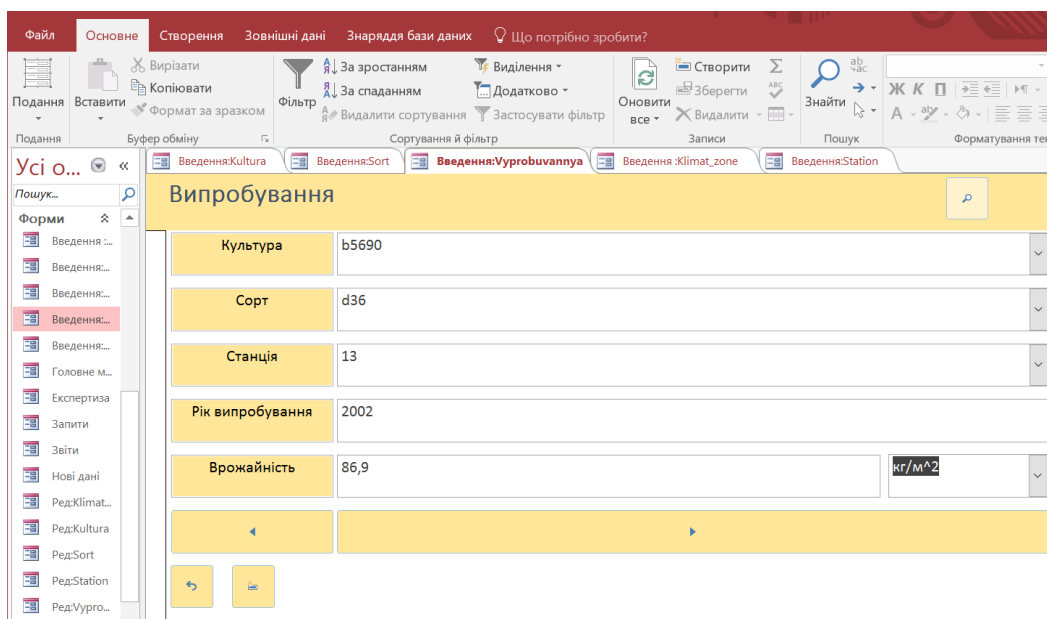 Файл Основне Створення Зовнішні дані Знаряддя бази даних Що потрібно зробити?
Подання
Вставити
Вирізати
Копіювати
Формат за зразком
Фільтр
За зростанням
За спаданням
Видалити сортування
Виділення
Додатково
Застосувати фільтр
Оновити все
Створити
Зберегти
Видалити
Знайти
Ж К П
Подання Буфер обміну Сортування й фільтр Записи Пошук Форматування тек
Усі о...
Введення:Kultura Введення:Sort Введення:Vyprobuvannya Введення :Klimat_zone Введення:Station
Пошук...
Форми
Введення :...
Введення:...
Введення:...
Введення:...
Введення:...
Головне м...
Експертиза
Запити
Звіти
Нові дані
Ред:Klimat...
Ред:Kultura
Ред:Sort
Ред:Station
Ред:Vypro...
Випробування
Культура b5690
Сорт d36
Станція 13
Рік випробування 2002
Врожайність 86,9 кг/м^2